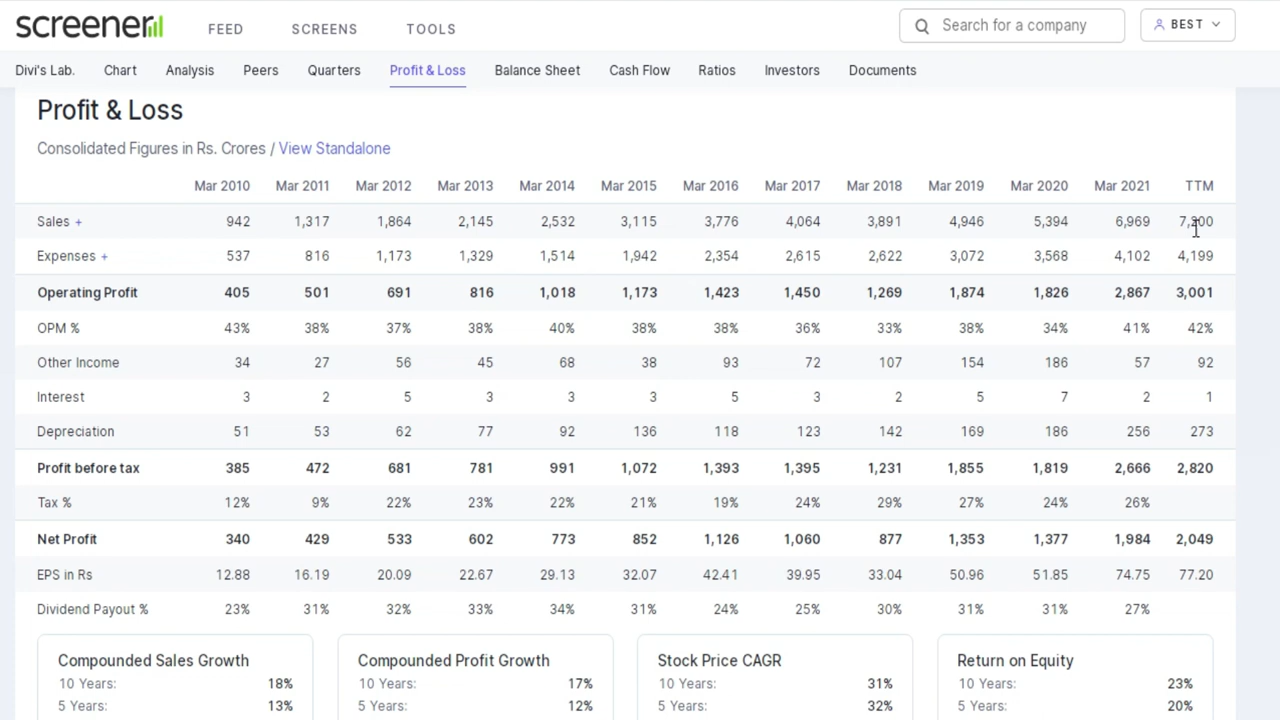 screener FEED SCREENS TOOLS Search for a company BEST
Divi's Lab. Chart Analysis Peers Quarters Profit & Loss Balance Sheet Cash Flow Ratios Investors Documents
Profit & Loss
Consolidated Figures in Rs. Crores / View Standalone
Mar 2010 Mar 2011 Mar 2012 Mar 2013 Mar 2014 Mar 2015 Mar 2016 Mar 2017 Mar 2018 Mar 2019 Mar 2020 Mar 2021 TTM
Sales + 942 1,317 1,864 2,145 2,532 3,115 3,776 4,064 3,891 4,946 5,394 6,969 7,200
Expenses + 537 816 1,173 1,329 1,514 1,942 2,354 2,615 2,622 3,072 3,568 4,102 4,199
Operating Profit 405 501 691 816 1,018 1,173 1,423 1,450 1,269 1,874 1,826 2,867 3,001
OPM % 43% 38% 37% 38% 40% 38% 38% 36% 33% 38% 34% 41% 42%
Other Income 34 27 56 45 68 38 93 72 107 154 186 57 92
Interest 3 2 5 3 3 3 5 3 2 5 7 2 1
Depreciation 51 53 62 77 92 136 118 123 142 169 186 256 273
Profit before tax 385 472 681 781 991 1,072 1,393 1,395 1,231 1,855 1,819 2,666 2,820
Tax % 12% 9% 22% 23% 22% 21% 19% 24% 29% 27% 24% 26%
Net Profit 340 429 533 602 773 852 1,126 1,060 877 1,353 1,377 1,984 2,049
EPS in Rs 12.88 16.19 20.09 22.67 29.13 32.07 42.41 39.95 33.04 50.96 51.85 74.75 77.20
Dividend Payout % 23% 31% 32% 33% 34% 31% 24% 25% 30% 31% 31% 27%
Compounded Sales Growth Compounded Profit Growth Stock Price CAGR Return on Equity
10 Years: 18% 10 Years: 17% 10 Years: 31% 10 Years: 23%
5 Years: 13% 5 Years: 12% 5 Years: 32% 5 Years: 20%